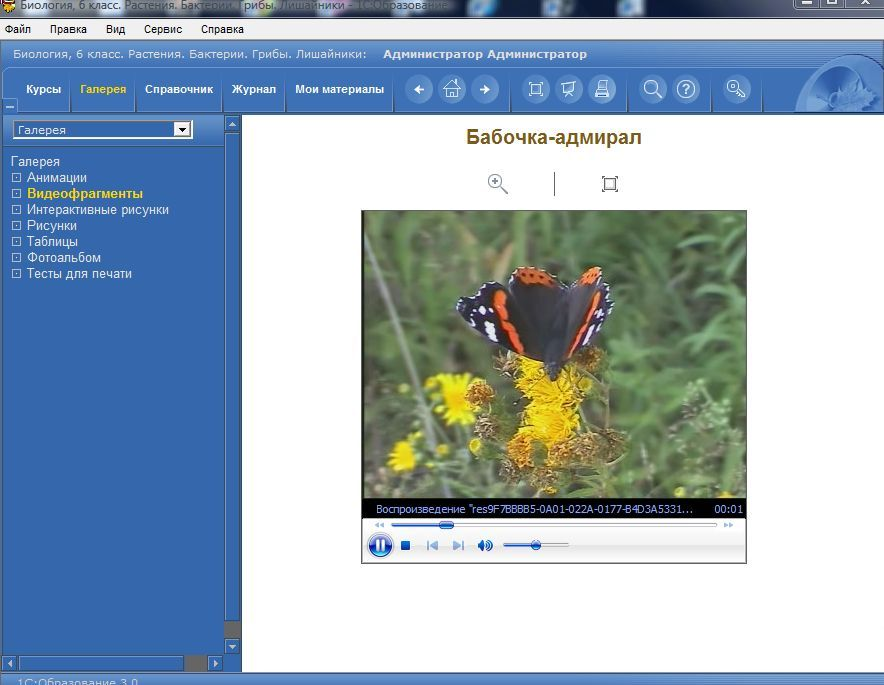 Биология, 6 класс. Растения. Бактерии. Грибы. Лишайники - 1С:Образование
Файл Правка Вид Сервис Справка
Биология, 6 класс. Растения. Бактерии. Грибы. Лишайники: Администратор Администратор
Курсы Галерея Справочник Журнал Мои материалы
Галерея
Бабочка-адмирал
Галерея
Анимации
Видеофрагменты
Интерактивные рисунки
Рисунки
Таблицы
Фотоальбом
Тесты для печати
Воспроизведение "res9F7BBBB5-0A01-022A-0177-B4D3A5331... 00:01
1С:Образование 3.0